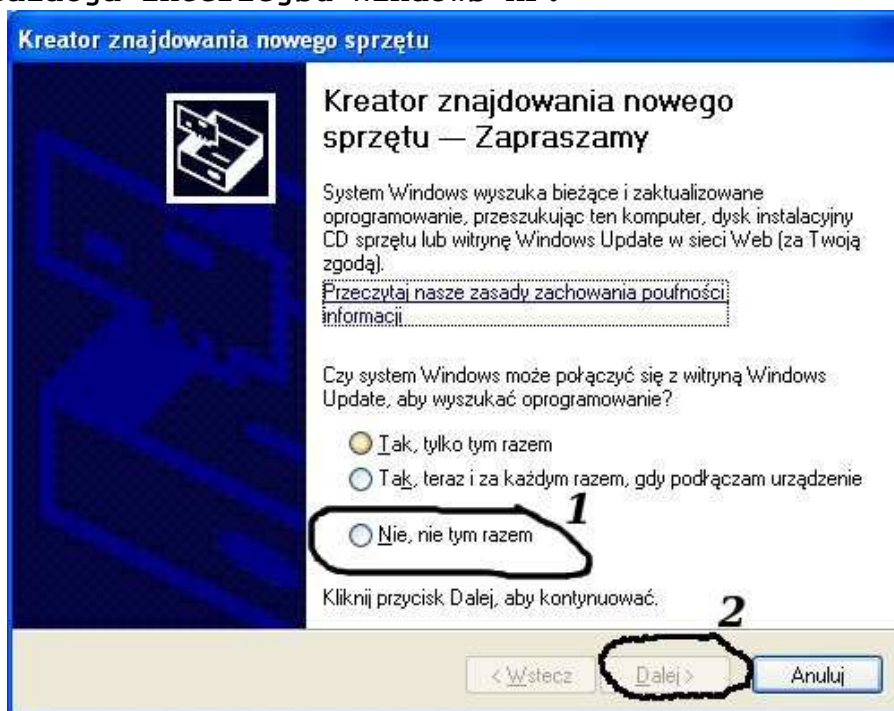 Kreator znajdowania nowego sprzętu
Kreator znajdowania nowego
sprzętu — Zapraszamy
System Windows wyszuka bieżące i zaktualizowane
oprogramowanie, przeszukując ten komputer, dysk instalacyjny
CD sprzętu lub witrynę Windows Update w sieci Web (za Twoją
zgodą).
Przeczytaj nasze zasady zachowania poufności
informacji
Czy system Windows może połączyć się z witryną Windows
Update, aby wyszukać oprogramowanie?
Tak, tylko tym razem
Tak, teraz i za każdym razem, gdy podłączam urządzenie
1
Nie, nie tym razem
Kliknij przycisk Dalej, aby kontynuować.
2
< Wstecz
Dalej >
Anuluj